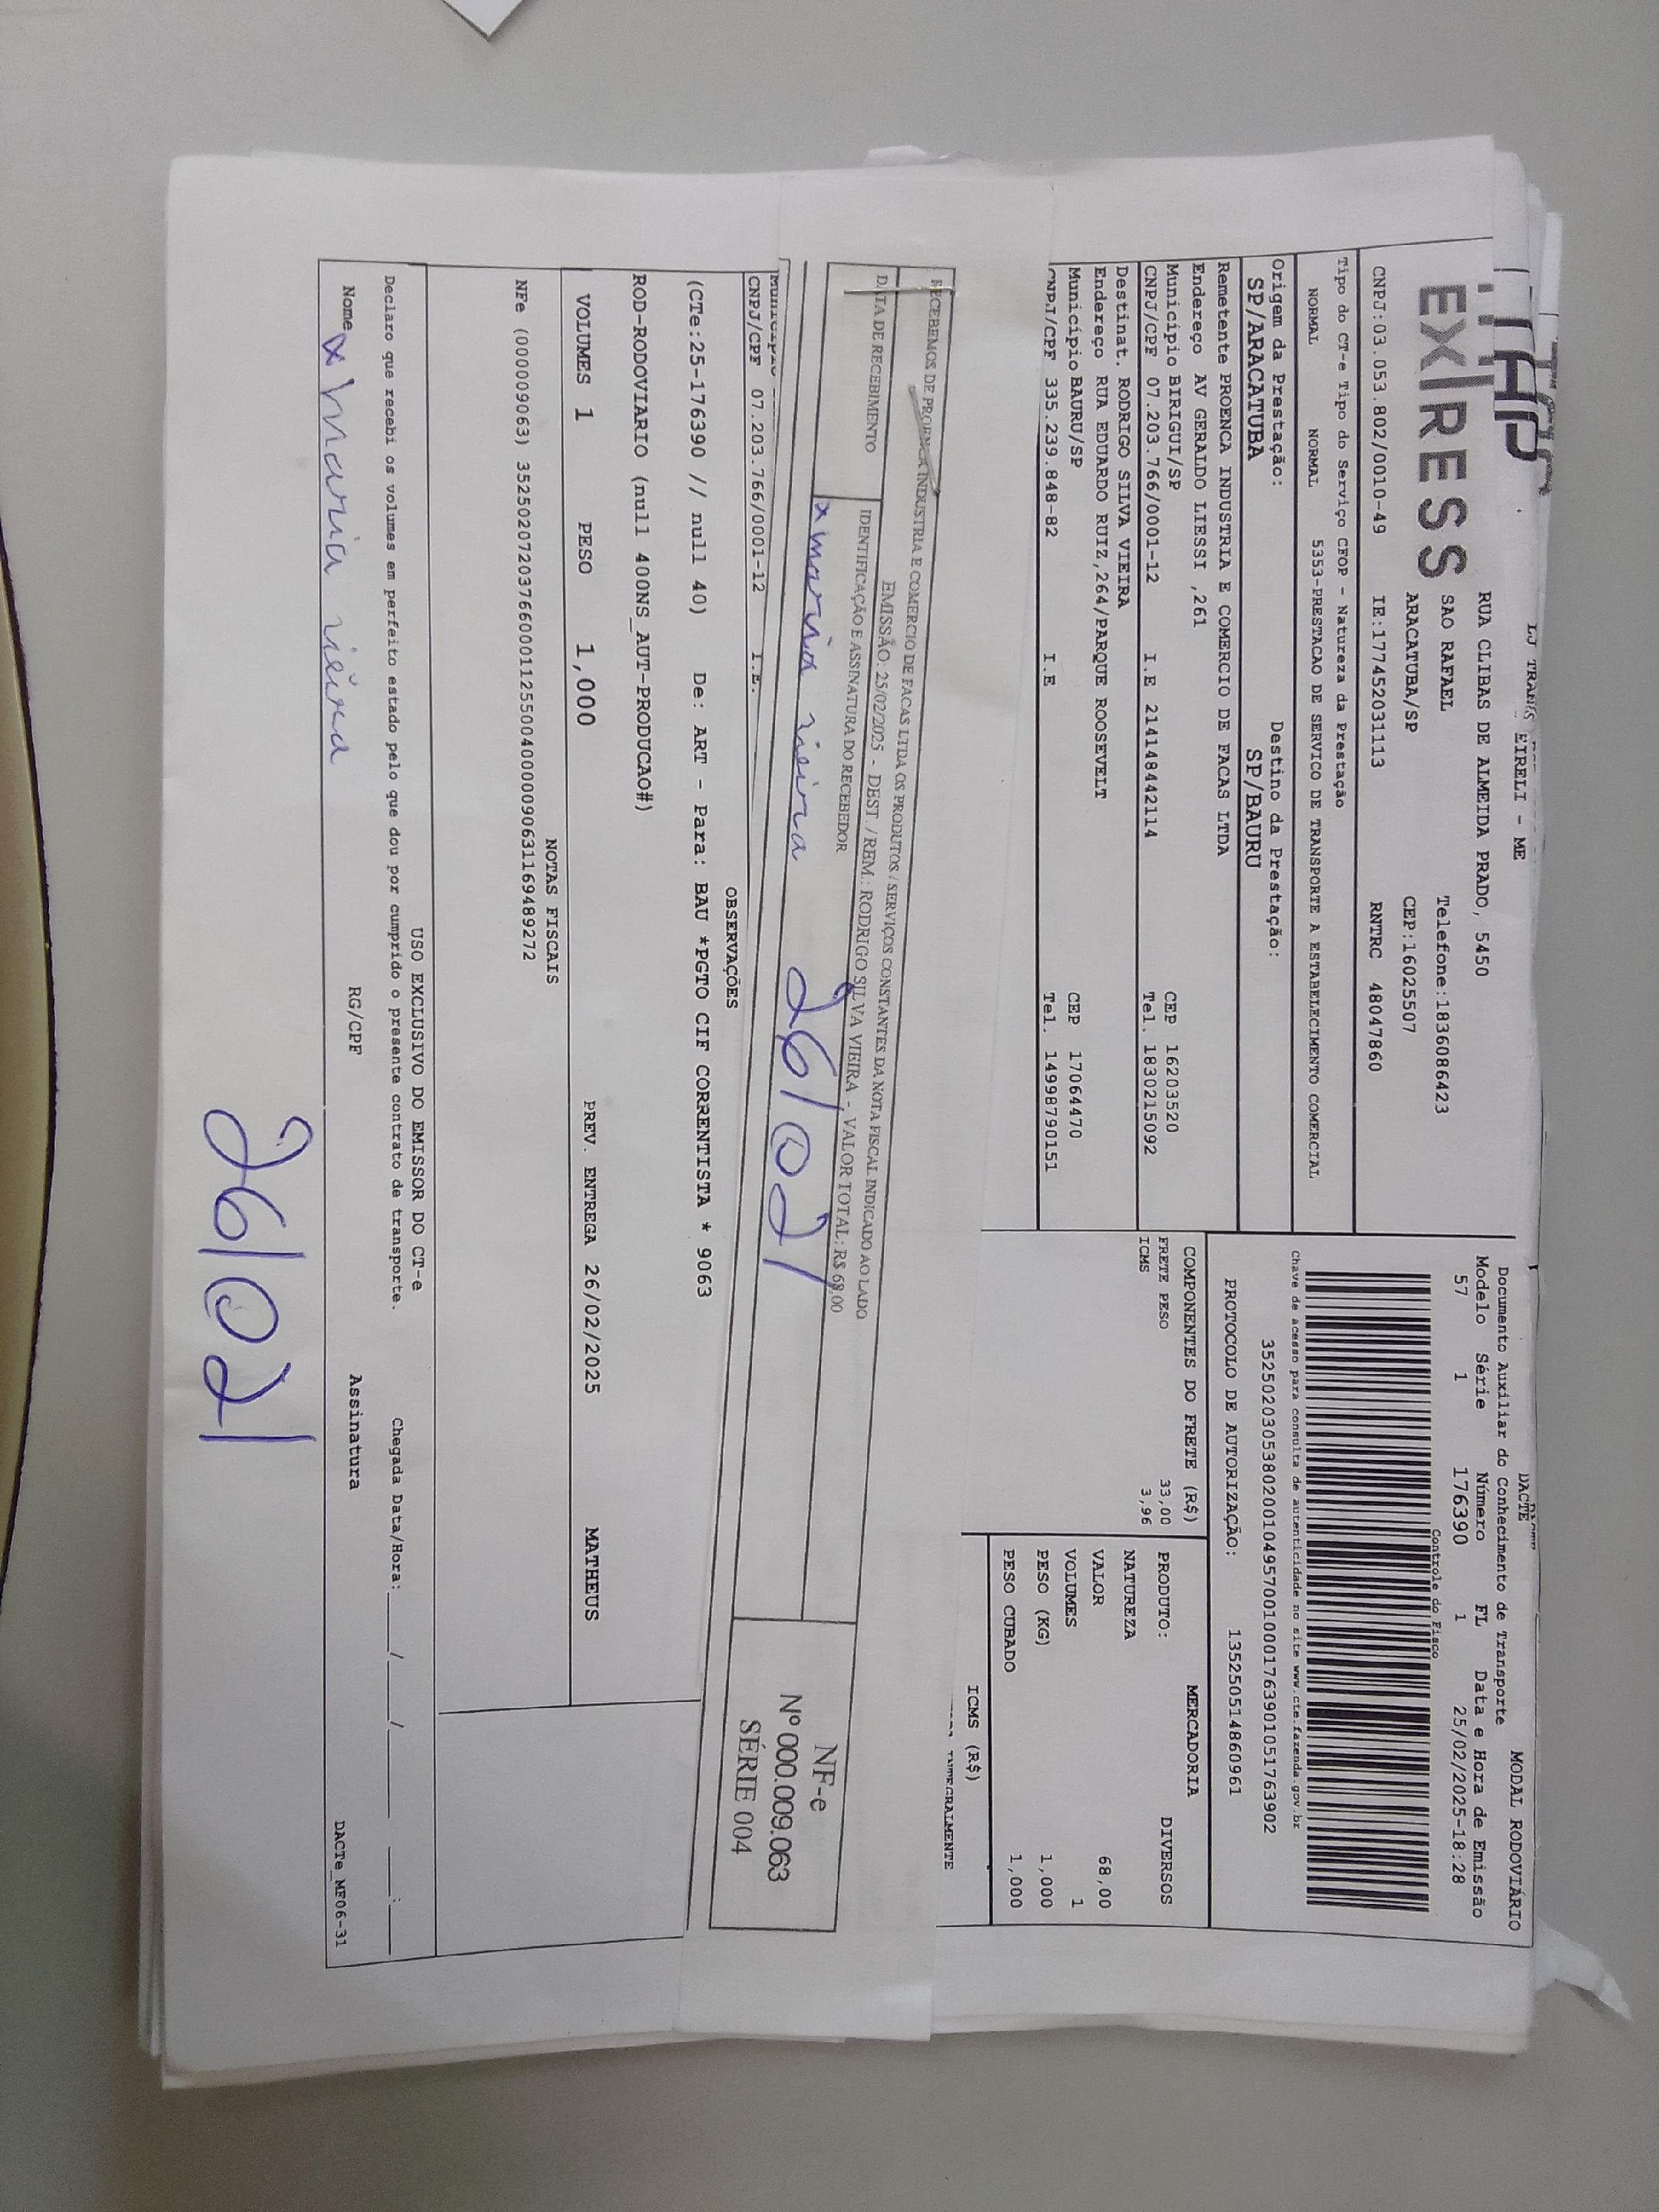 EX RESS
EIRELI - ME
RUA CLIBAS DE ALMEIDA PRADO, 5450
SAO RAFAEL Telefone:1836086423
ARACATUBA/SP CEP:16025507
CNPJ:03.053.802/0010-49 IE:177452031113 RNTRC 48047860
Tipo do CT-e Tipo do Serviço CFOP - Natureza da Prestação
NORMAL NORMAL 5353-PRESTACAO DE SERVICO DE TRANSPORTE A ESTABELECIMENTO COMERCIAL
Origem da Prestação: Destino da Prestação:
SP/ARACATUBA SP/BAURU
Remetente PROENCA INDUSTRIA E COMERCIO DE FACAS LTDA
Endereço AV GERALDO LIESSI ,261
Município BIRIGUI/SP CEP 16203520
CNPJ/CPF 07.203.766/0001-12 I.E 214148442114 Tel. 1830215092
Destinat. RODRIGO SILVA VIEIRA
Endereço RUA EDUARDO RUIZ,264/PARQUE ROOSEVELT
Município BAURU/SP CEP 17064470
CNPJ/CPF 335.239.848-82 I.E Tel. 14998790151
DACTE MODAL RODOVIÁRIO
Documento Auxiliar do Conhecimento de Transporte
Modelo Série Número FL Data e Hora de Emissão
57 1 176390 1 25/02/2025-18:28
Controle do Fisco
Chave de acesso para consulta de autenticidade no site www.cte.fazenda.gov.br
35250203053802001049570010001763901051763902
PROTOCOLO DE AUTORIZAÇÃO: 135250514860961
COMPONENTES DO FRETE (R$)
FRETE PESO 33,00
ICMS 3,96
MERCADORIA
PRODUTO: DIVERSOS
NATUREZA
VALOR 68,00
VOLUMES 1
PESO (KG) 1,000
PESO CUBADO 1,000
ICMS (R$)
INTEGRALMENTE
RECEBEMOS DE PROENCA INDUSTRIA E COMERCIO DE FACAS LTDA OS PRODUTOS / SERVIÇOS CONSTANTES DA NOTA FISCAL INDICADO AO LADO
EMISSÃO: 25/02/2025 - DEST. / REM.: RODRIGO SILVA VIEIRA - VALOR TOTAL: R$ 68,00
DATA DE RECEBIMENTO IDENTIFICAÇÃO E ASSINATURA DO RECEBEDOR
x maria 26/02/
NF-e
Nº 000.009.063
SÉRIE 004
CNPJ/CPF 07.203.766/0001-12 I.E.
OBSERVAÇÕES
(CTe:25-176390 // null 40) De: ART - Para: BAU *PGTO CIF CORRENTISTA * 9063
ROD-RODOVIARIO (null 400NS_AUT-PRODUCAO#)
VOLUMES 1 PESO 1,000 PREV. ENTREGA 26/02/2025 MATHEUS
NOTAS FISCAIS
NFe (000009063) 35250207203766000112550040000090631169489272
USO EXCLUSIVO DO EMISSOR DO CT-e
Declaro que recebi os volumes em perfeito estado pelo que dou por cumprido o presente contrato de transporte. Chegada Data/Hora:____/____/____ ___:___
Nome x maria RG/CPF Assinatura DACTe_MF06-31
26/02/